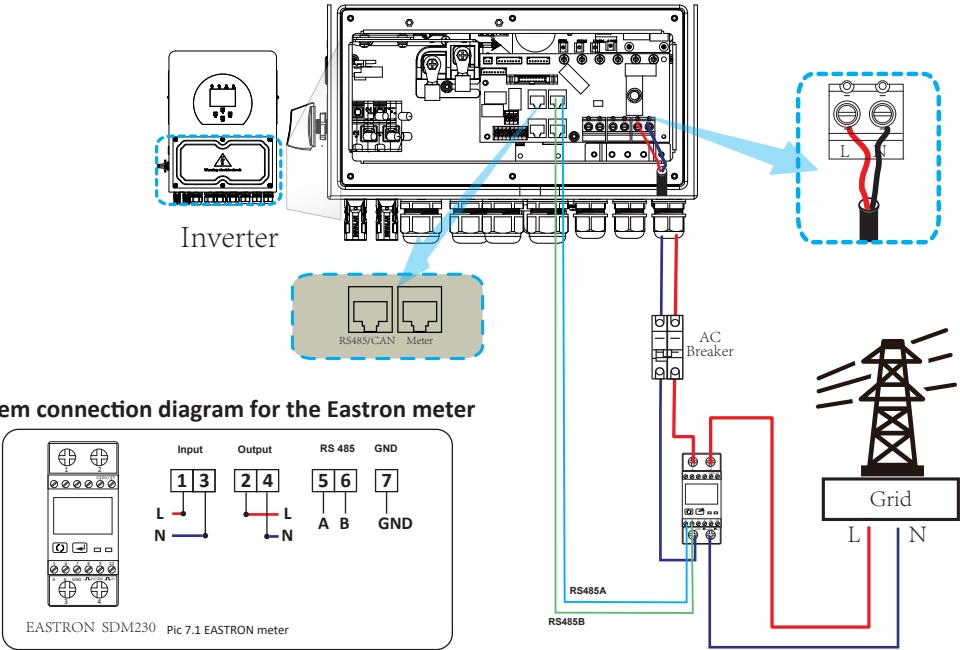 L N
Inverter
RS485/CAN Meter
AC
Breaker
em connection diagram for the Eastron meter
Input Output RS 485 GND
1 2
1 3 2 4 5 6 7
L L
A B GND
N N
A B GND
3 4
EASTRON SDM230 Pic 7.1 EASTRON meter
Grid
L N
RS485A
RS485B